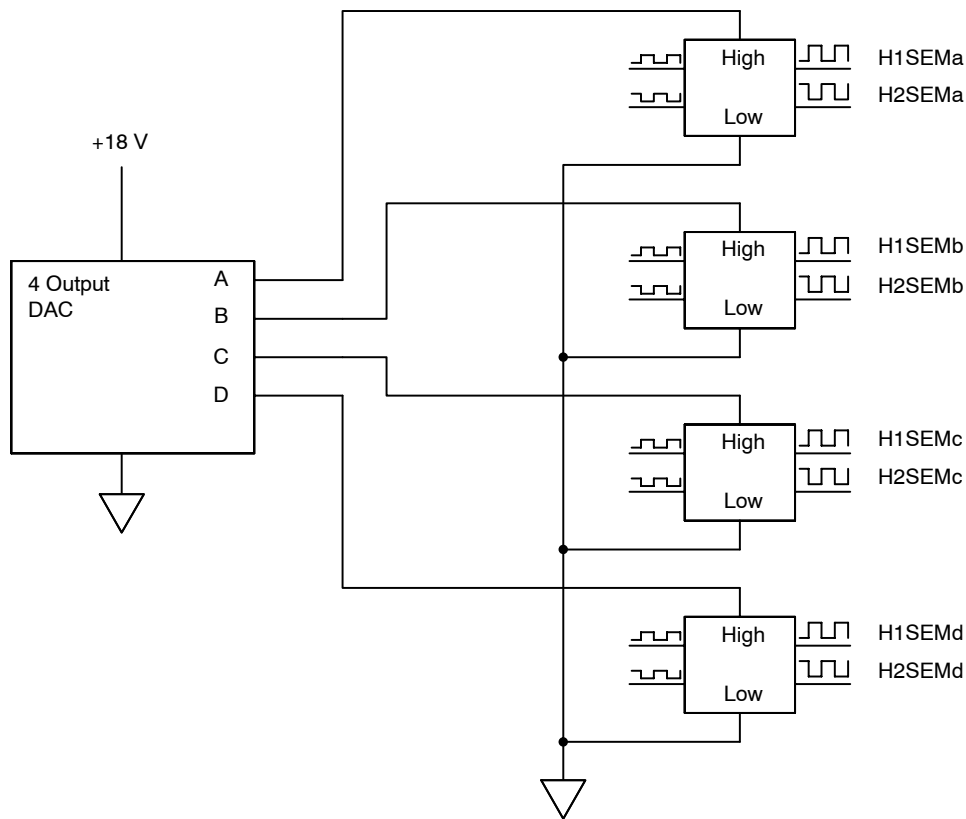 High
H1SEMa
H2SEMa
Low
+18 V
High
H1SEMb
H2SEMb
Low
4 Output
DAC
A
B
C
D
High
H1SEMc
H2SEMc
Low
High
H1SEMd
H2SEMd
Low